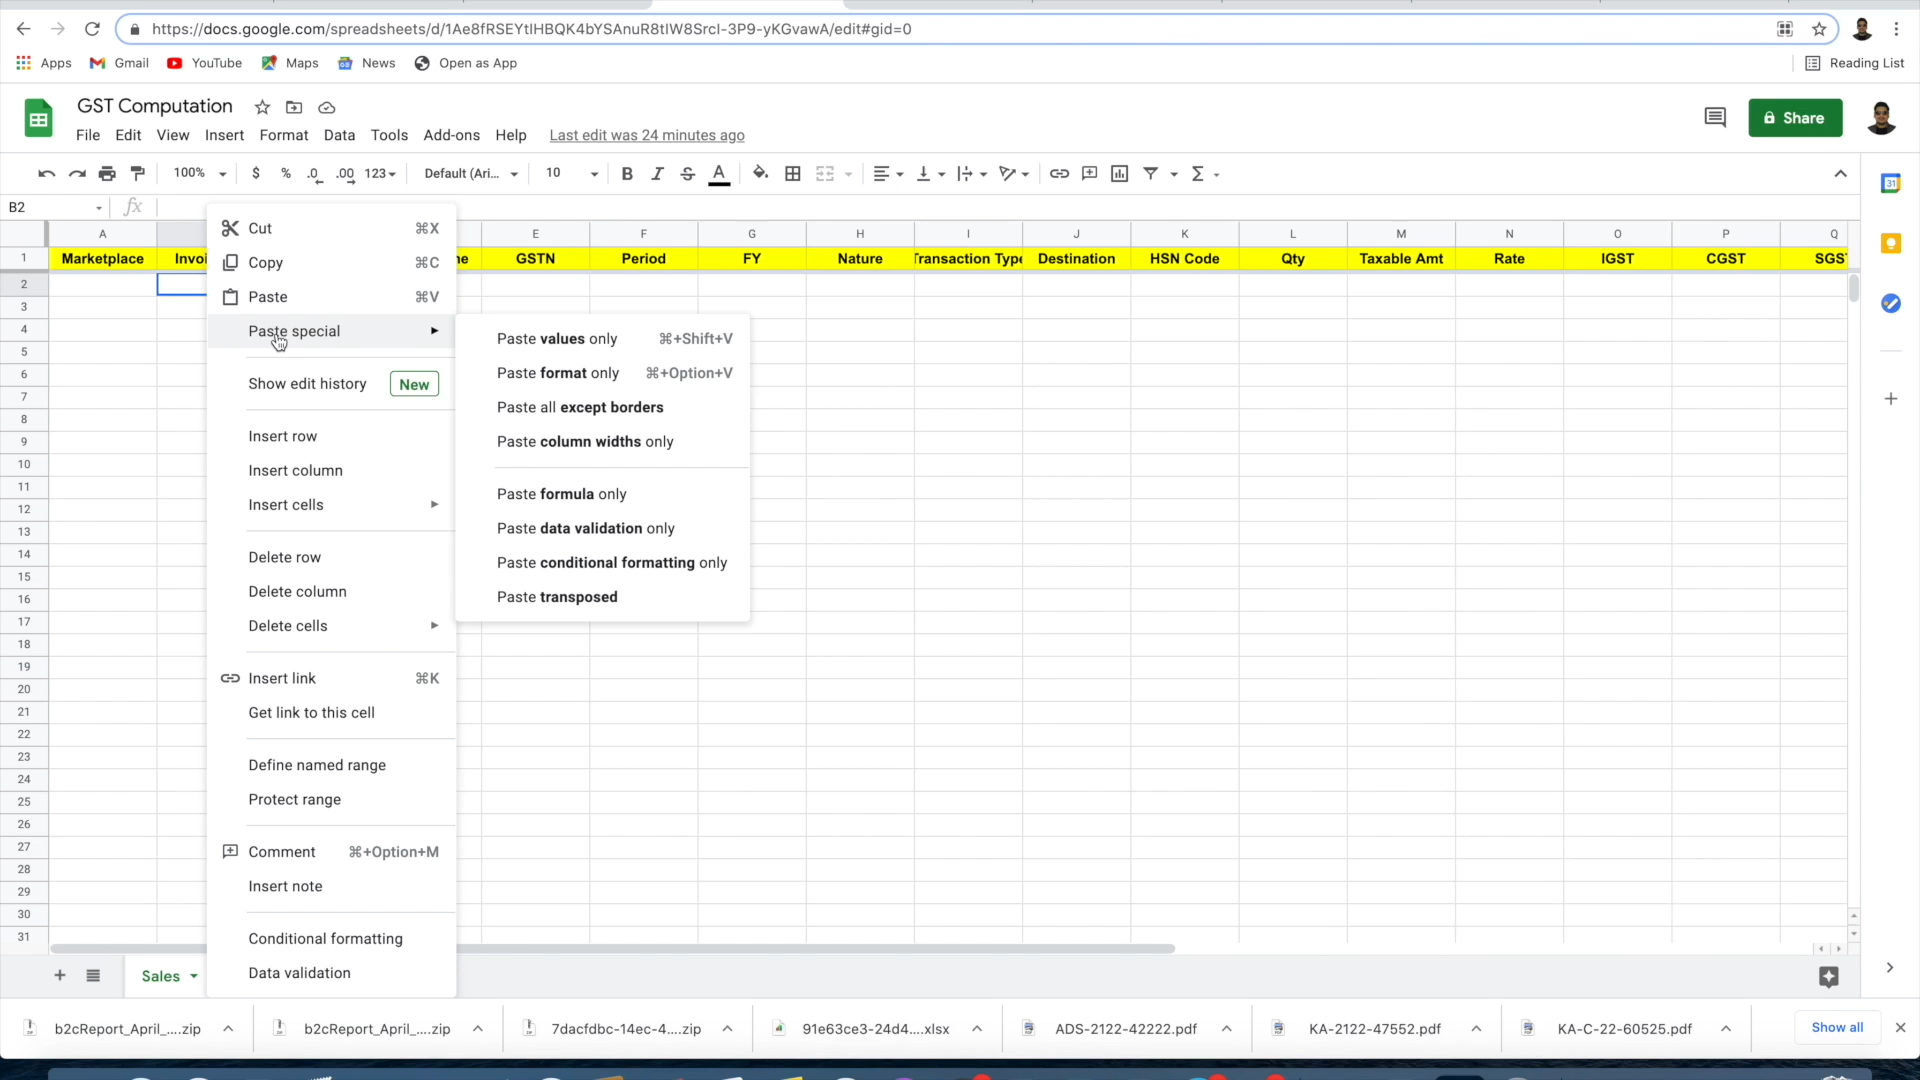 https://docs.google.com/spreadsheets/d/1Ae8fRSEYtIHBQK4bYSAnuR8tIW8SrcI-3P9-yKGvawA/edit#gid=0
Apps Gmail YouTube Maps News Open as App Reading List
GST Computation
File Edit View Insert Format Data Tools Add-ons Help Last edit was 24 minutes ago
Share
100% $ % .0 .00 123 Default (Ari... 10 B I S A
B2 fx
A E F G H I J K L M N O P Q
1 Marketplace Invoi ne GSTN Period FY Nature Transaction Type Destination HSN Code Qty Taxable Amt Rate IGST CGST SGS
2
3
4
5
6
7
8
9
10
11
12
13
14
15
16
17
18
19
20
21
22
23
24
25
26
27
28
29
30
31
Cut ⌘X
Copy ⌘C
Paste ⌘V
Paste special
Show edit history New
Insert row
Insert column
Insert cells
Delete row
Delete column
Delete cells
Insert link ⌘K
Get link to this cell
Define named range
Protect range
Comment ⌘+Option+M
Insert note
Conditional formatting
Data validation
Paste values only ⌘+Shift+V
Paste format only ⌘+Option+V
Paste all except borders
Paste column widths only
Paste formula only
Paste data validation only
Paste conditional formatting only
Paste transposed
31
Sales
b2cReport_April_....zip b2cReport_April_....zip 7dacfdbc-14ec-4....zip 91e63ce3-24d4....xlsx ADS-2122-42222.pdf KA-2122-47552.pdf KA-C-22-60525.pdf Show all